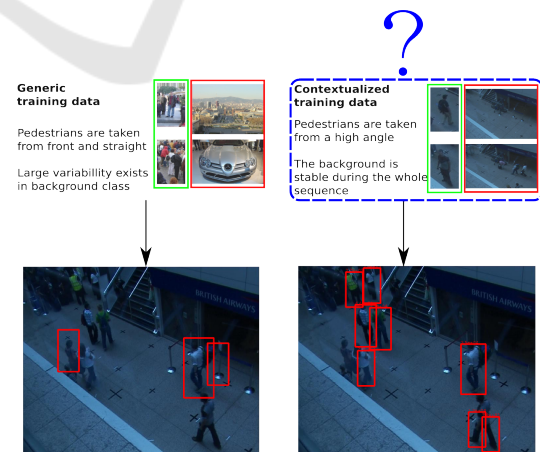 ?
Generic
training data
Pedestrians are taken
from front and straight
Large variabillity exists
in background class
Contextualized
training data
Pedestrians are taken
from a high angle
The background is
stable during the whole
sequence
BRITISH AIRWAYS
BRITISH AIRWAYS